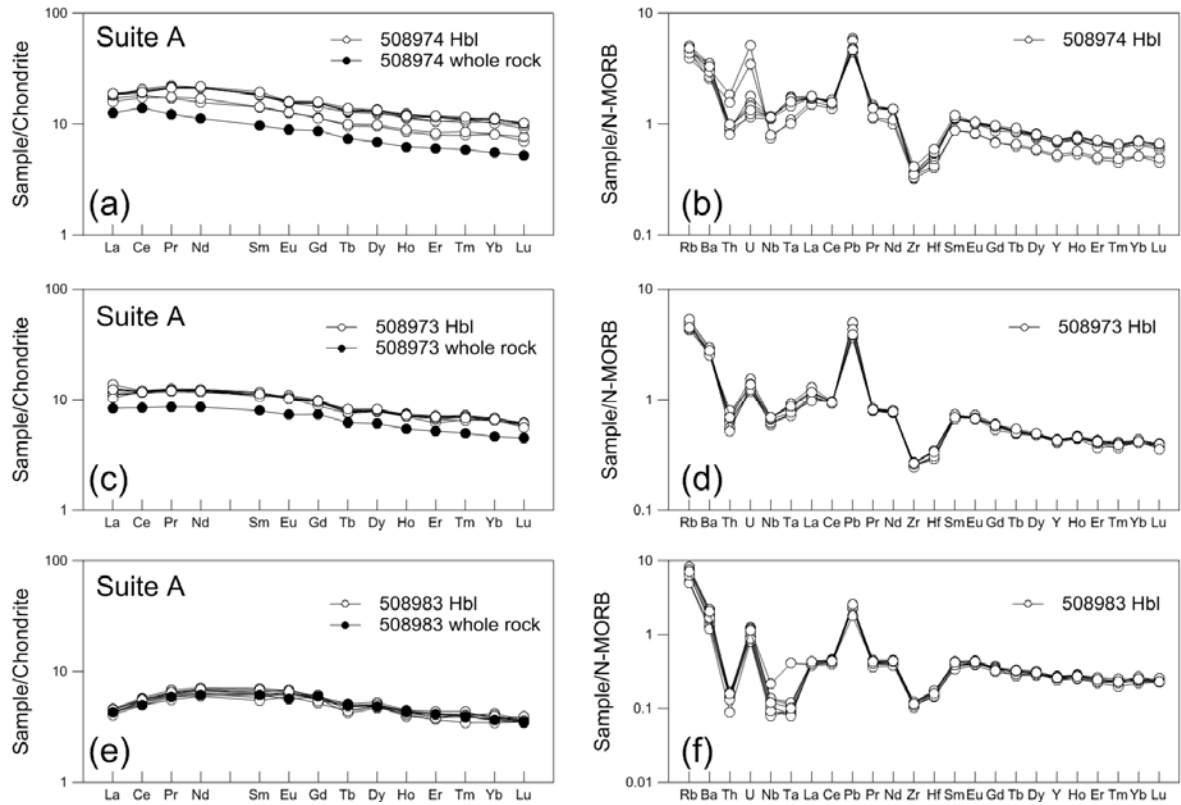 100
10
1
Sample/Chondrite
Suite A
508974 Hbl
508974 whole rock
(a)
La Ce Pr Nd Sm Eu Gd Tb Dy Ho Er Tm Yb Lu
10
1
0.1
Sample/N-MORB
508974 Hbl
(b)
Rb Ba Th U Nb Ta La Ce Pb Pr Nd Zr Hf Sm Eu Gd Tb Dy Y Ho Er Tm Yb Lu
100
10
1
Sample/Chondrite
Suite A
508973 Hbl
508973 whole rock
(c)
La Ce Pr Nd Sm Eu Gd Tb Dy Ho Er Tm Yb Lu
10
1
0.1
Sample/N-MORB
508973 Hbl
(d)
Rb Ba Th U Nb Ta La Ce Pb Pr Nd Zr Hf Sm Eu Gd Tb Dy Y Ho Er Tm Yb Lu
100
10
1
Sample/Chondrite
Suite A
508983 Hbl
508983 whole rock
(e)
La Ce Pr Nd Sm Eu Gd Tb Dy Ho Er Tm Yb Lu
10
1
0.1
0.01
Sample/N-MORB
508983 Hbl
(f)
Rb Ba Th U Nb Ta La Ce Pb Pr Nd Zr Hf Sm Eu Gd Tb Dy Y Ho Er Tm Yb Lu